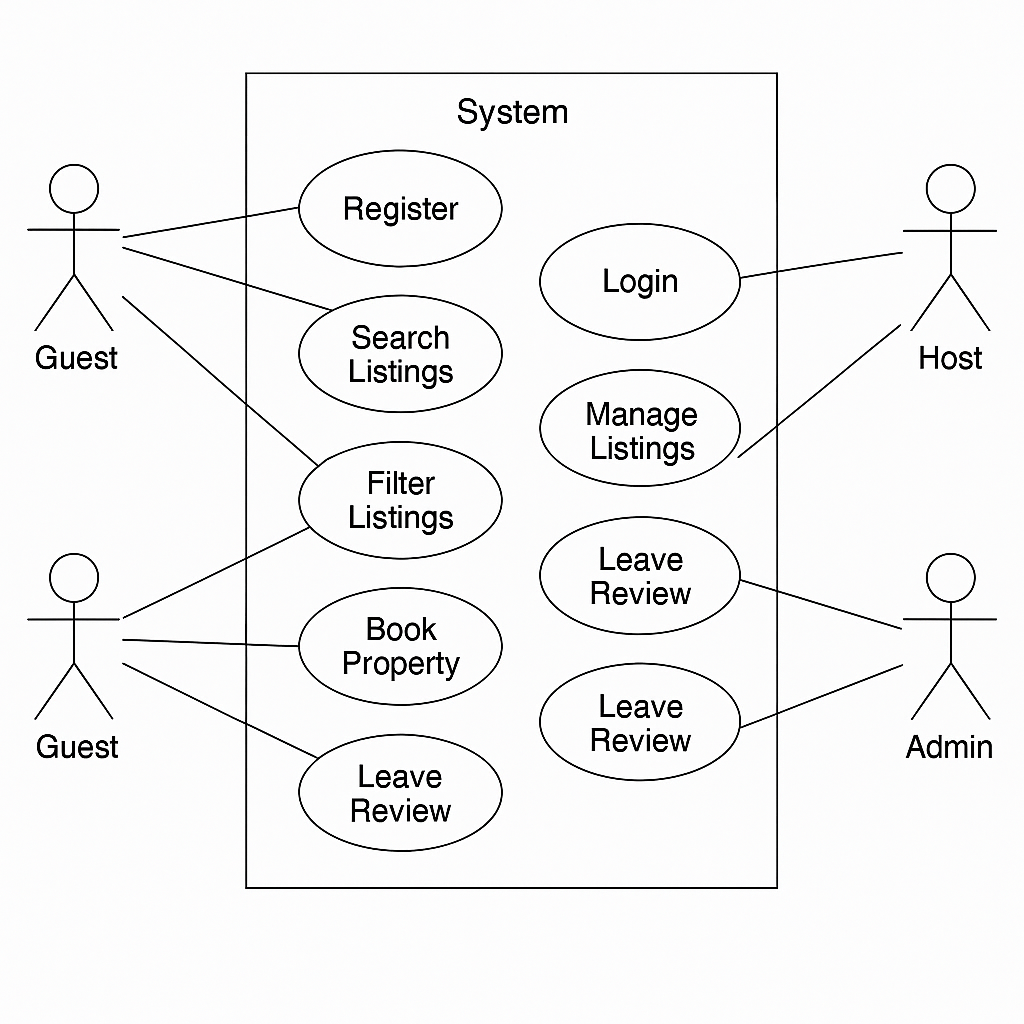 System
Guest
Register
Search
Listings
Filter
Listings
Book
Property
Leave
Review
Guest
Login
Manage
Listings
Leave
Review
Leave
Review
Host
Admin